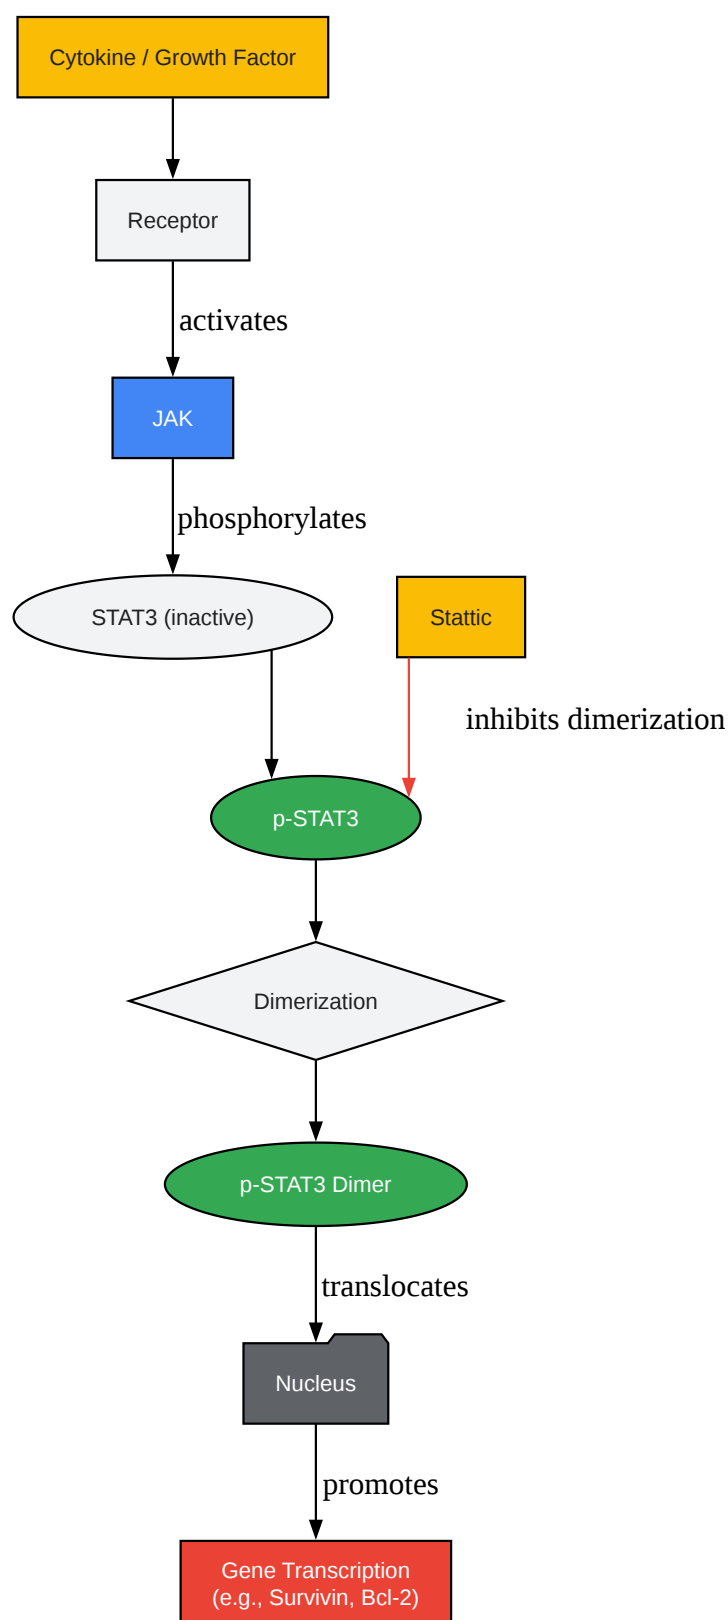 Cytokine / Growth Factor
Receptor
activates
JAK
phosphorylates
STAT3 (inactive)
Stattic
inhibits dimerization
p-STAT3
Dimerization
p-STAT3 Dimer
translocates
Nucleus
promotes
Gene Transcription
(e.g., Survivin, Bcl-2)